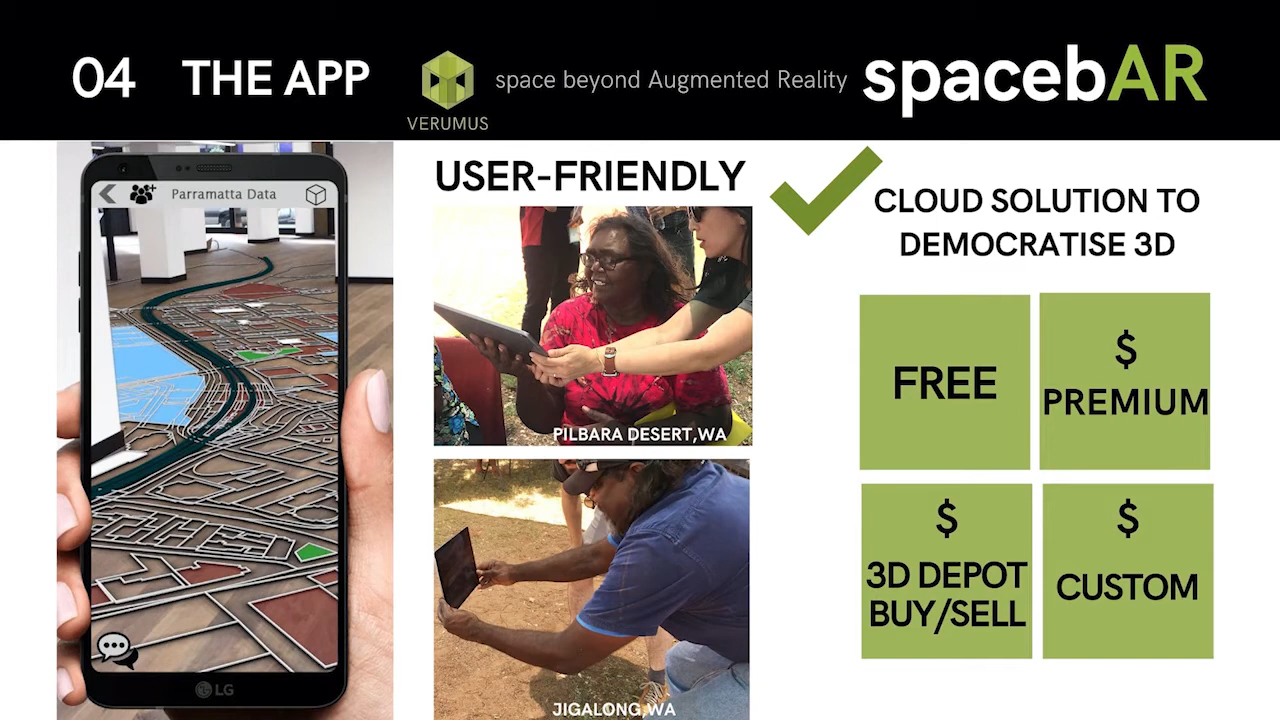 04
THE APP
VERUMUS
space beyond Augmented Reality
spacebAR
Parramatta Data
LG
USER-FRIENDLY
PILBARA DESERT,WA
JIGALONG,WA
CLOUD SOLUTION TO
DEMOCRATISE 3D
FREE
$
PREMIUM
$
3D DEPOT
BUY/SELL
$
CUSTOM